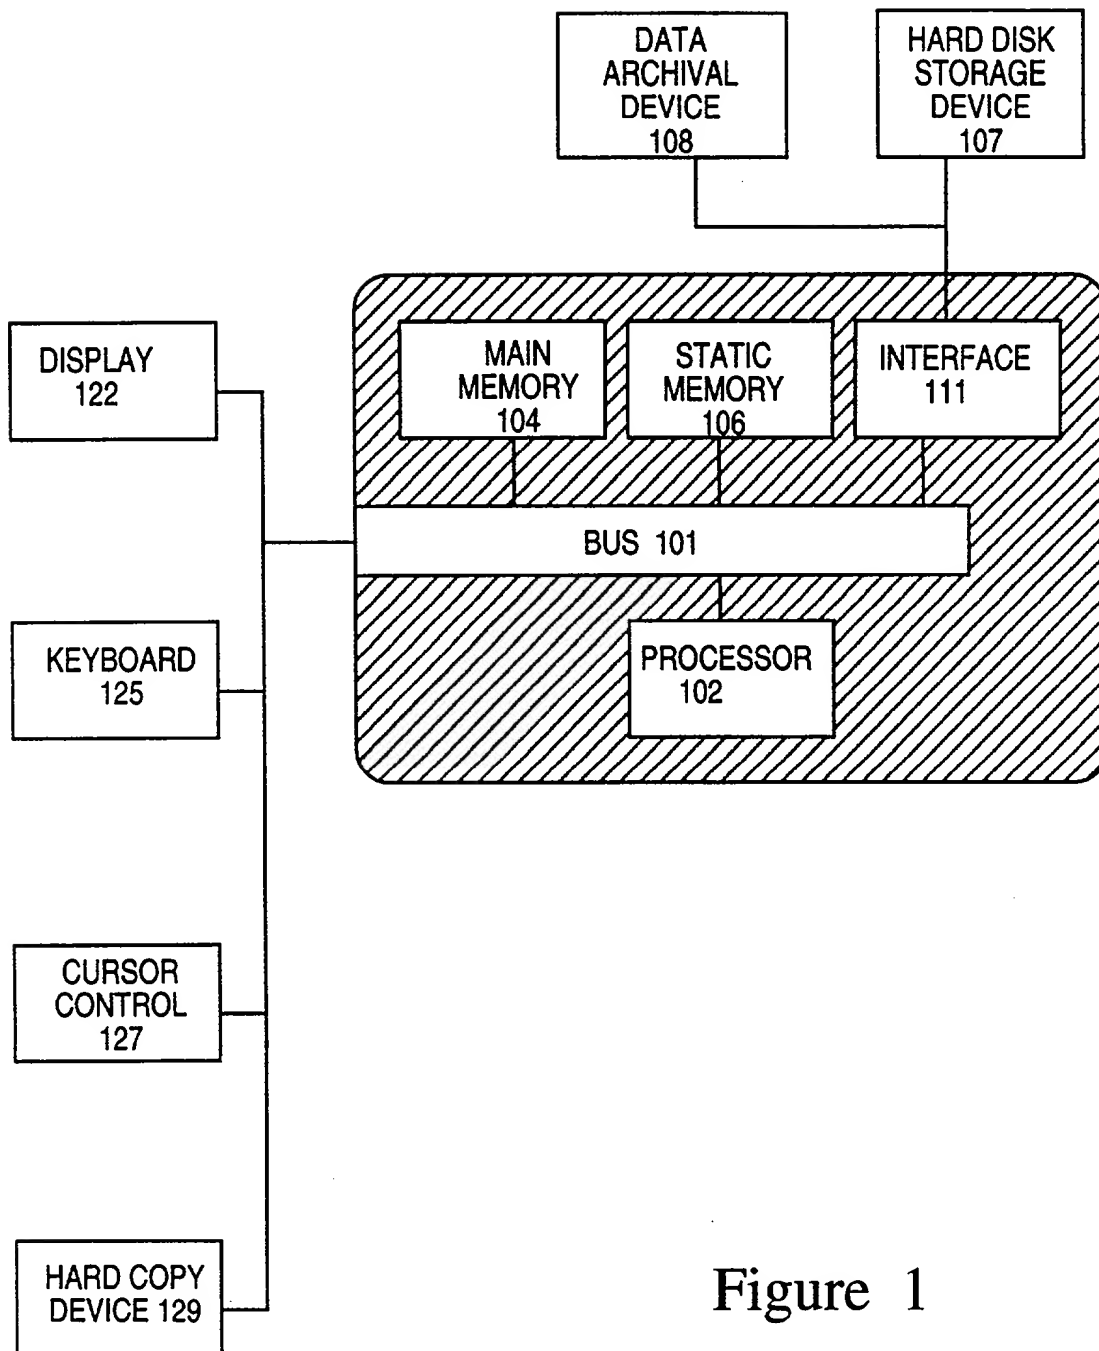 DATA
ARCHIVAL
DEVICE
108
HARD DISK
STORAGE
DEVICE
107
DISPLAY
122
MAIN
MEMORY
104
STATIC
MEMORY
106
INTERFACE
111
BUS 101
KEYBOARD
125
PROCESSOR
102
CURSOR
CONTROL
127
HARD COPY
DEVICE 129
Figure 1